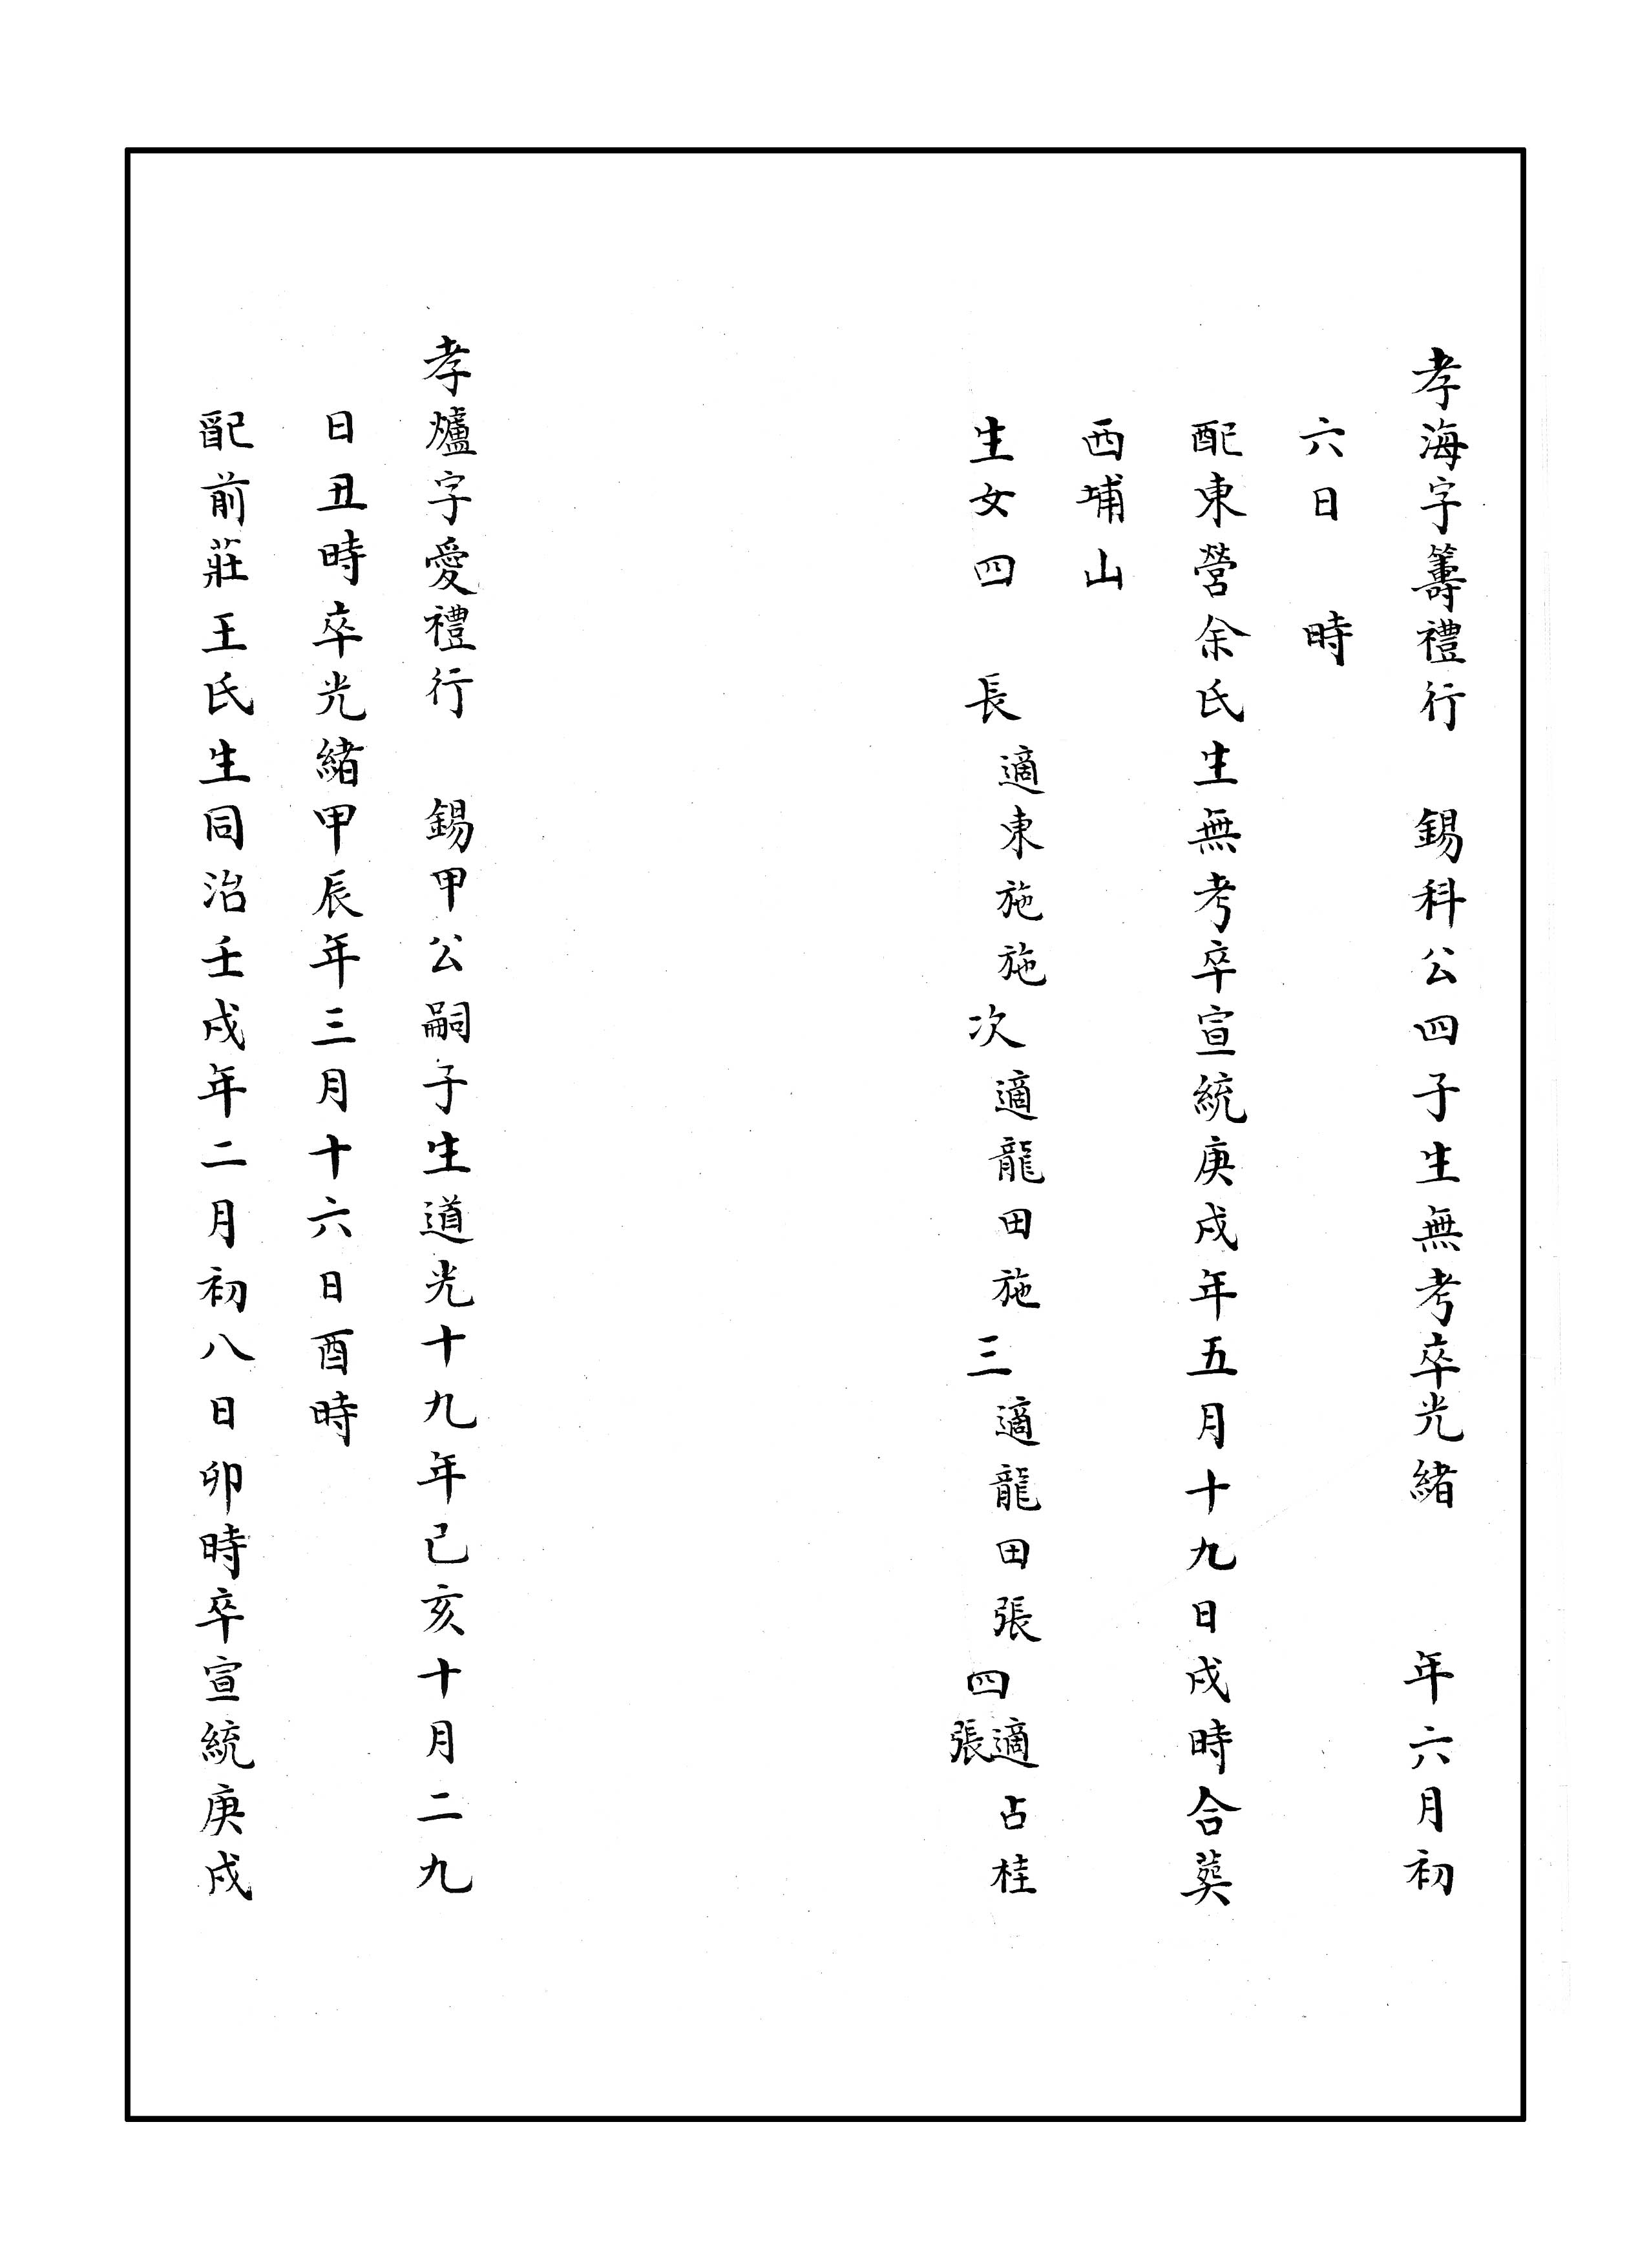 孝海字籌禮行　錫科公四子生無考卒光緒　　年六月初
六日　時
配東營余氏生無考卒宣統庚戌年五月十九日戌時合葬
西埔山
生女四　長適東施施次適龍田施三適龍田張四適占桂張
孝爐字愛禮行　錫甲公嗣子生道光十九年己亥十月二九
日丑時卒光緒甲辰年三月十六日酉時
配前莊王氏生同治壬戌年二月初八日卯時卒宣統庚戌